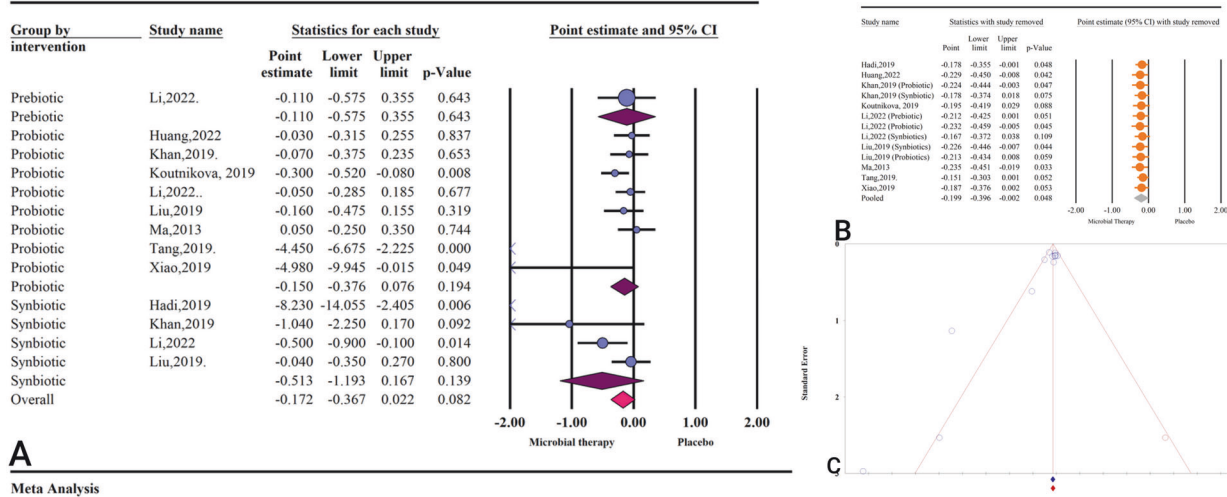 Group by intervention Study name Statistics for each study Point estimate and 95% CI
Point estimate Lower limit Upper limit p-Value
Prebiotic Li,2022. -0.110 -0.575 0.355 0.643
Prebiotic -0.110 -0.575 0.355 0.643
Probiotic Huang,2022 -0.030 -0.315 0.255 0.837
Probiotic Khan,2019. -0.070 -0.375 0.235 0.653
Probiotic Koutnikova, 2019 -0.300 -0.520 -0.080 0.008
Probiotic Li,2022.. -0.050 -0.285 0.185 0.677
Probiotic Liu,2019 -0.160 -0.475 0.155 0.319
Probiotic Ma,2013 0.050 -0.250 0.350 0.744
Probiotic Tang,2019. -4.450 -6.675 -2.225 0.000
Probiotic Xiao,2019 -4.980 -9.945 -0.015 0.049
Probiotic -0.150 -0.376 0.076 0.194
Synbiotic Hadi,2019 -8.230 -14.055 -2.405 0.006
Synbiotic Khan,2019 -1.040 -2.250 0.170 0.092
Synbiotic Li,2022 -0.500 -0.900 -0.100 0.014
Synbiotic Liu,2019. -0.040 -0.350 0.270 0.800
Synbiotic -0.513 -1.193 0.167 0.139
Overall -0.172 -0.367 0.022 0.082
-2.00 -1.00 0.00 1.00 2.00
Microbial therapy Placebo
A
Meta Analysis
Study name Statistics with study removed Point estimate (95% CI) with study removed
Point Lower limit Upper limit p-Value
Hadi,2019 -0.178 -0.355 -0.001 0.048
Huang,2022 -0.229 -0.450 -0.008 0.042
Khan,2019 (Probiotic) -0.224 -0.444 -0.003 0.047
Khan,2019 (Synbiotic) -0.178 -0.374 0.018 0.075
Koutnikova, 2019 -0.195 -0.419 0.029 0.088
Li,2022 (Prebiotic) -0.212 -0.425 0.001 0.051
Li,2022 (Probiotic) -0.232 -0.459 -0.005 0.045
Li,2022 (Synbiotics) -0.167 -0.372 0.038 0.109
Liu,2019 (Synbiotics) -0.226 -0.446 -0.007 0.044
Liu,2019 (Probiotics) -0.213 -0.434 0.008 0.059
Ma,2013 -0.235 -0.451 -0.019 0.033
Tang,2019. -0.151 -0.303 0.001 0.052
Xiao,2019 -0.187 -0.376 0.002 0.053
Pooled -0.199 -0.396 -0.002 0.048
-2.00 -1.00 0.00 1.00 2.00
Microbial Therapy Placebo
B
0
1
2
3
Standard Error
C